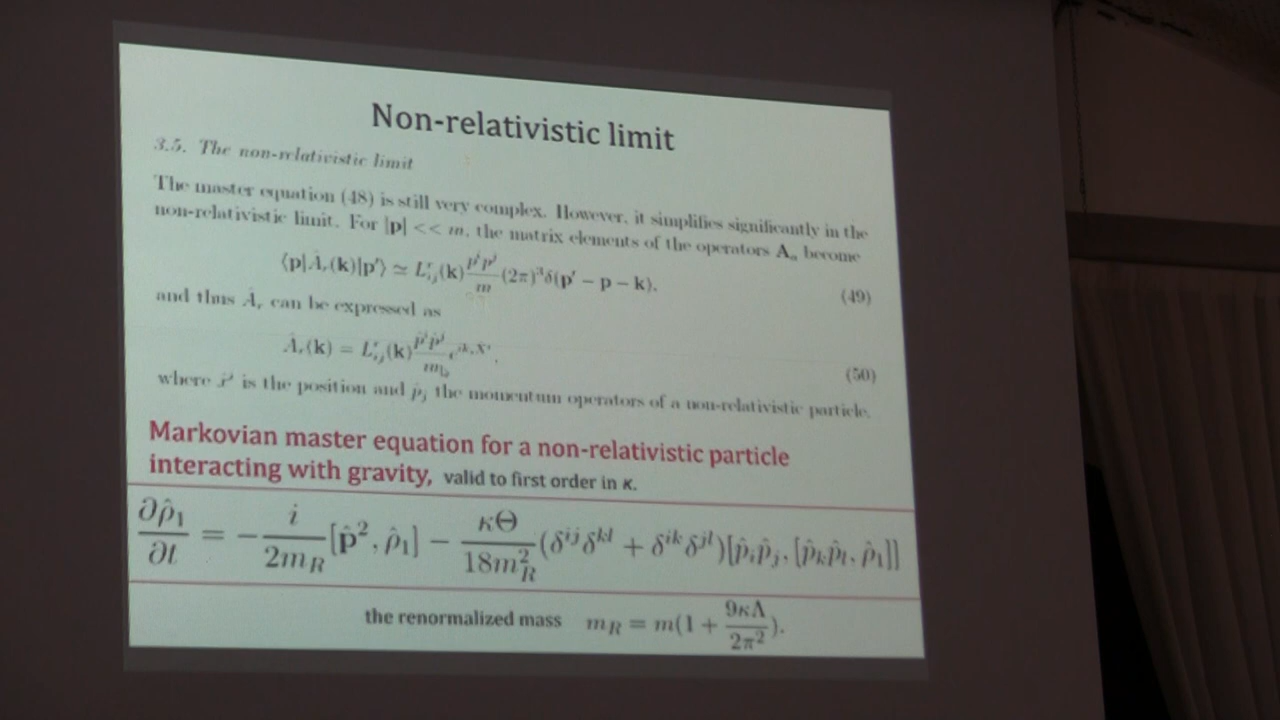 Non-relativistic limit
3.5. The non-relativistic limit
The master equation (48) is still very complex. However, it simplifies significantly in the
non-relativistic limit. For |p| << m, the matrix elements of the operators A_a become
⟨p|Â_r(k)|p′⟩ ≃ L^r_ij(k) p^i p^j / m (2π)^3 δ(p′ − p − k). (49)
and thus Â_r can be expressed as
Â_r(k) = L^r_ij(k) p̂^i p̂^j / m (50)
where is the position and p̂_j the momentum operators of a non-relativistic particle.
Markovian master equation for a non-relativistic particle
interacting with gravity, valid to first order in κ.
∂ρ̂₁/∂t = − i/(2m_R) [p̂², ρ̂₁] − κΘ/(18m_R²) (δ^ij δ^kl + δ^ik δ^jl)[p̂_i p̂_j, [p̂_k p̂_l, ρ̂₁]]
the renormalized mass m_R = m(1 + 9κΛ/2π²).